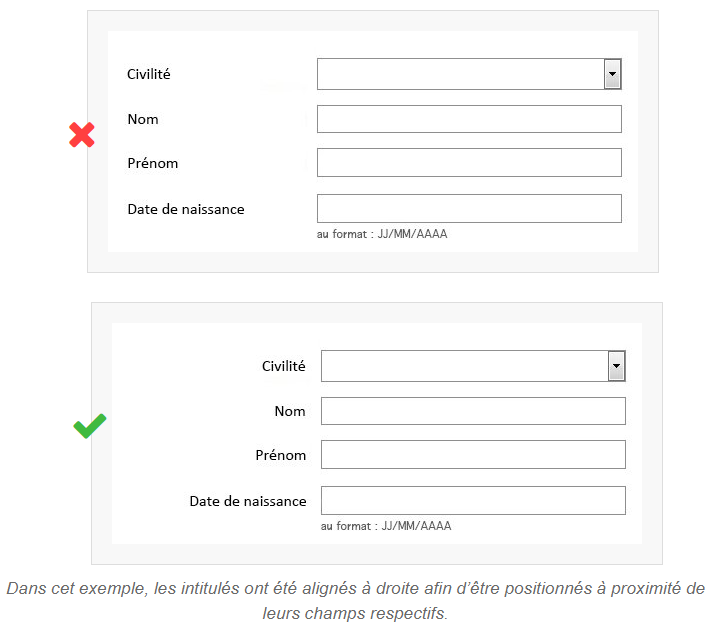 Civilité
Nom
Prénom
Date de naissance
au format : JJ/MM/AAAA
Civilité
Nom
Prénom
Date de naissance
au format : JJ/MM/AAAA
Dans cet exemple, les intitulés ont été alignés à droite afin d’être positionnés à proximité de
leurs champs respectifs.